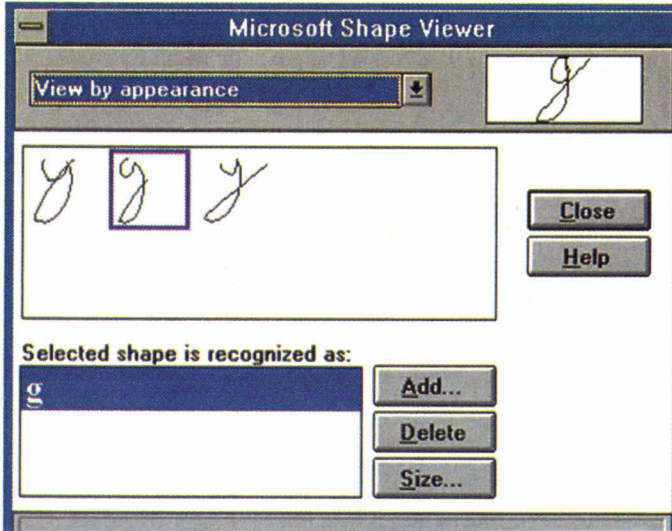 Microsoft Shape Viewer
View by appearance
Close
Help
Selected shape is recognized as:
g
Add...
Delete
Size...